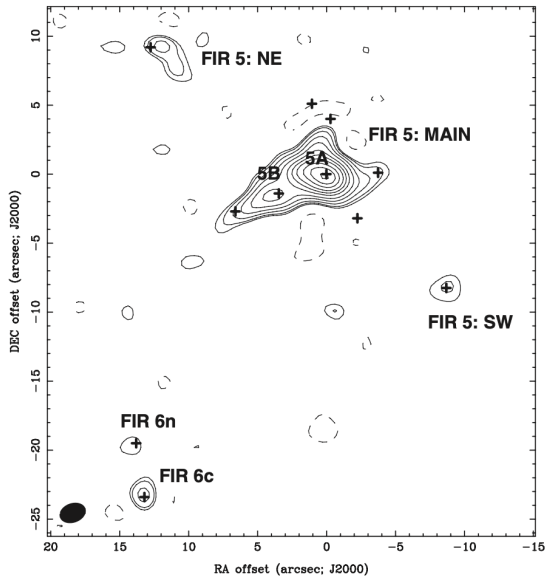 10
FIR 5: NE
5
FIR 5: MAIN
5A
5B
0
-5
DEC offset (arcsec; J2000)
-10
FIR 5: SW
-15
FIR 6n
-20
FIR 6c
-25
20 15 10 5 0 -5 -10 -15
RA offset (arcsec; J2000)